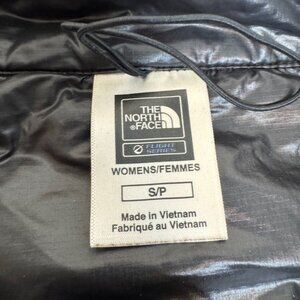 THE
NORTH
FACE®
FLIGHT
SERIES
WOMENS/FEMMES
S/P
Made in Vietnam
Fabriqué au Vietnam